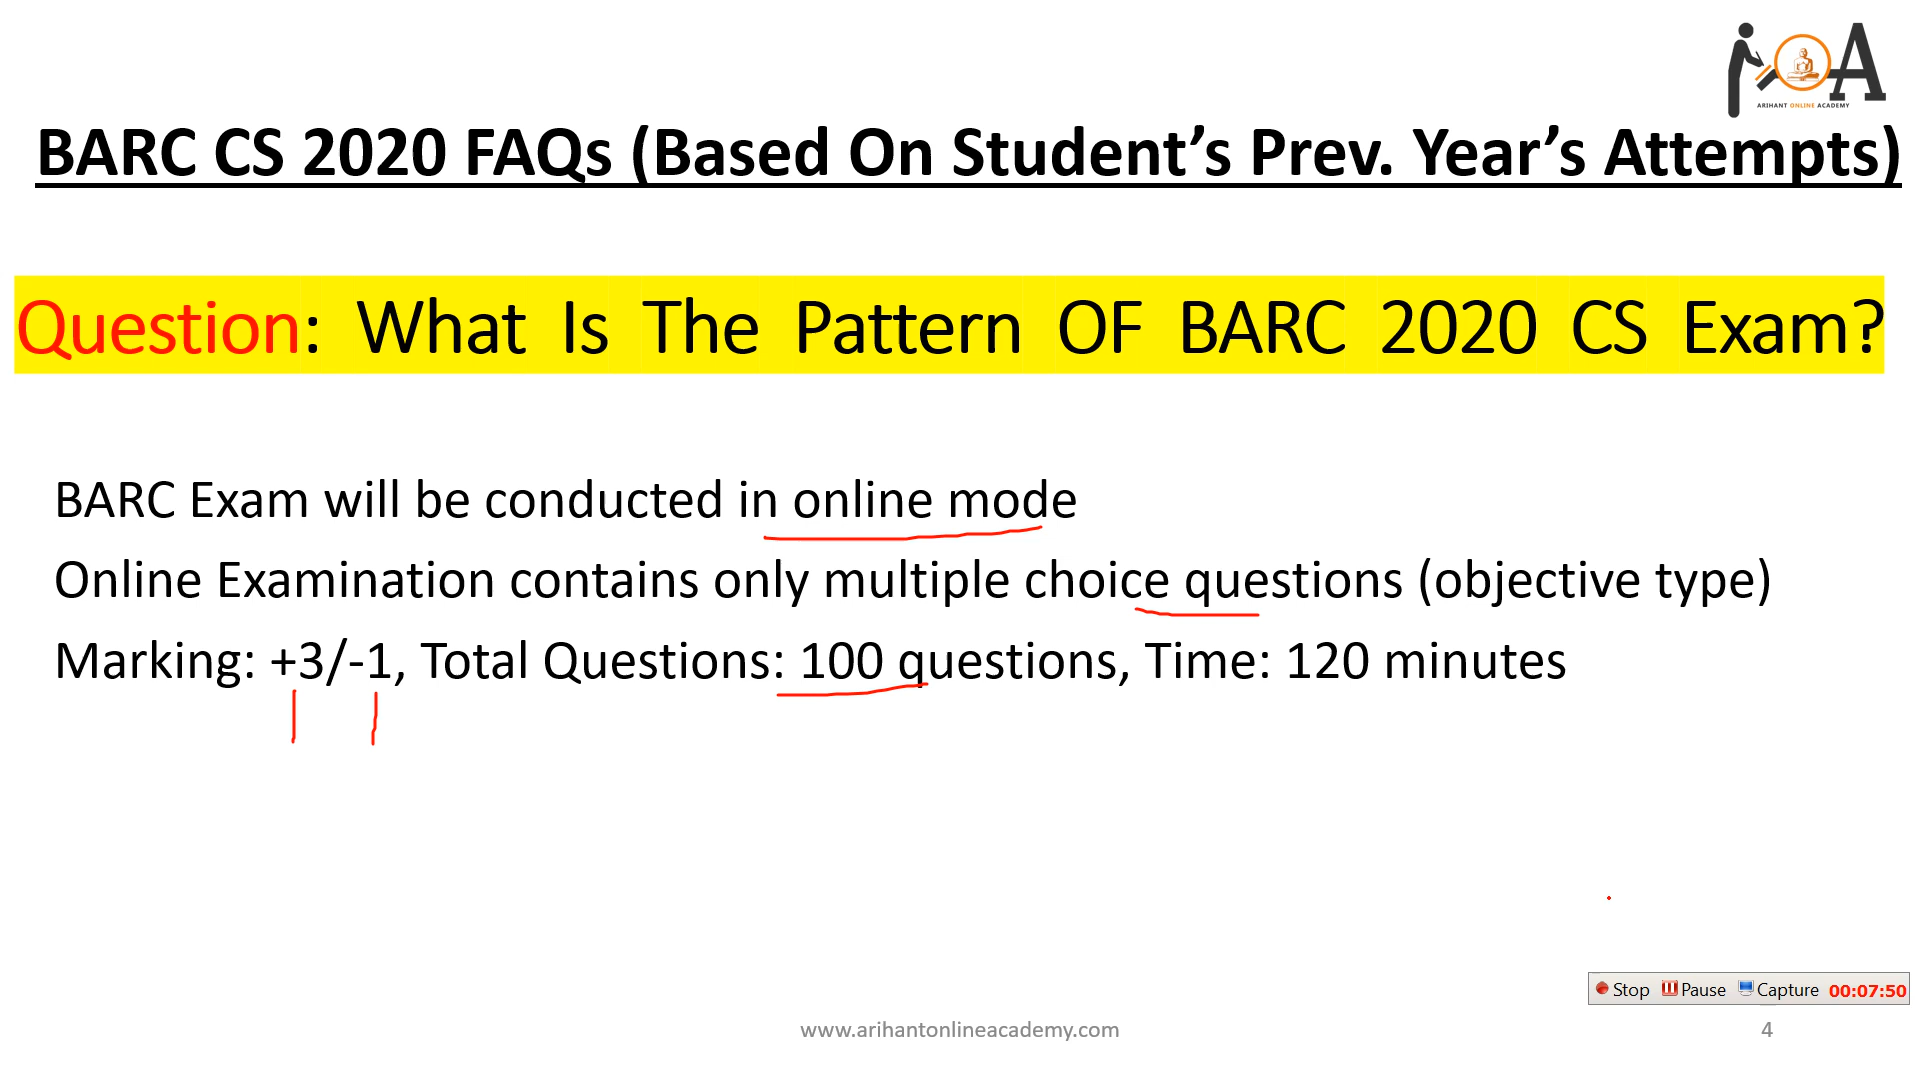 ARIHANT ONLINE ACADEMY
BARC CS 2020 FAQs (Based On Student’s Prev. Year’s Attempts)
Question: What Is The Pattern OF BARC 2020 CS Exam?
BARC Exam will be conducted in online mode
Online Examination contains only multiple choice questions (objective type)
Marking: +3/-1, Total Questions: 100 questions, Time: 120 minutes
Stop Pause Capture 00:07:50
www.arihantonlineacademy.com 4